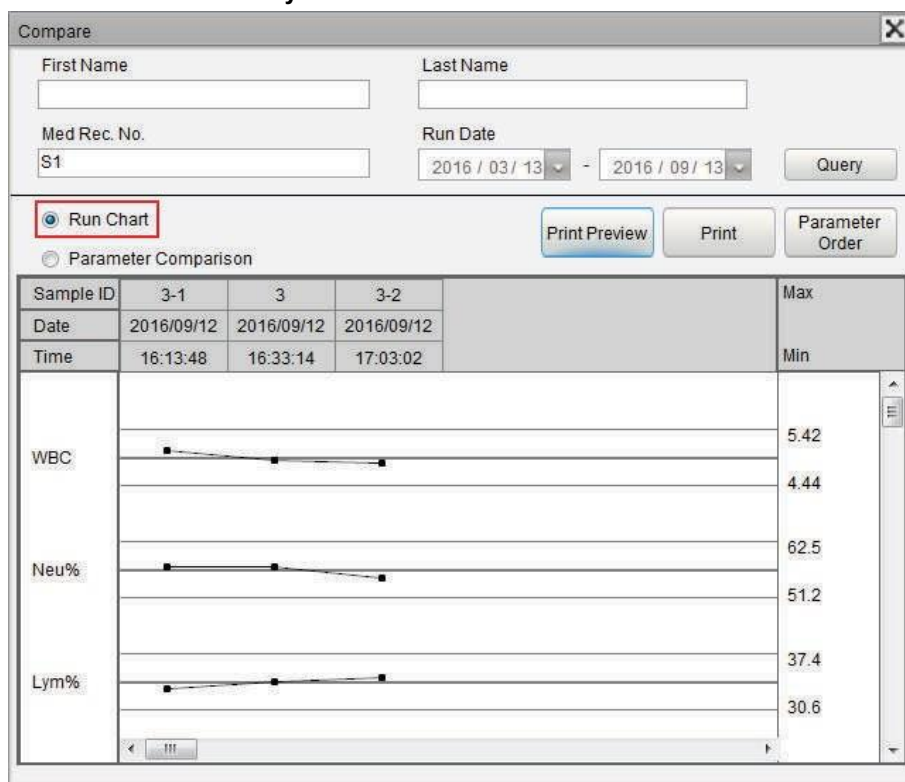 Compare
First Name
Last Name
Med Rec. No.
Run Date
S1
2016 / 03 / 13 - 2016 / 09 / 13
Query
Run Chart
Print Preview
Print
Parameter Order
Parameter Comparison
Sample ID 3-1 3 3-2 Max
Date 2016/09/12 2016/09/12 2016/09/12
Time 16:13:48 16:33:14 17:03:02 Min
5.42
WBC
4.44
62.5
Neu%
51.2
37.4
Lym%
30.6